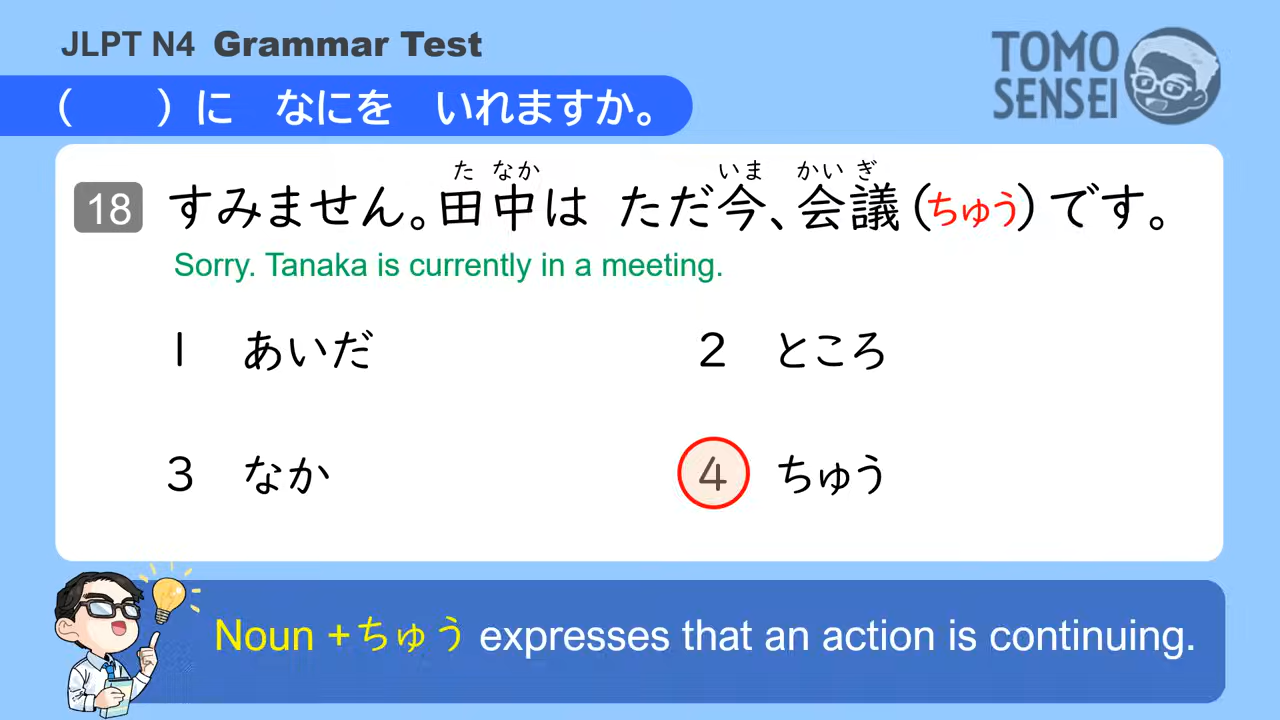 JLPT N4 Grammar Test
TOMO
SENSEI
(　　)に なにを いれますか。
た なか いま かい ぎ
18 すみません。田中は ただ今、会議(ちゅう)です。
Sorry. Tanaka is currently in a meeting.
1 あいだ 2 ところ
3 なか 4 ちゅう
Noun +ちゅう expresses that an action is continuing.